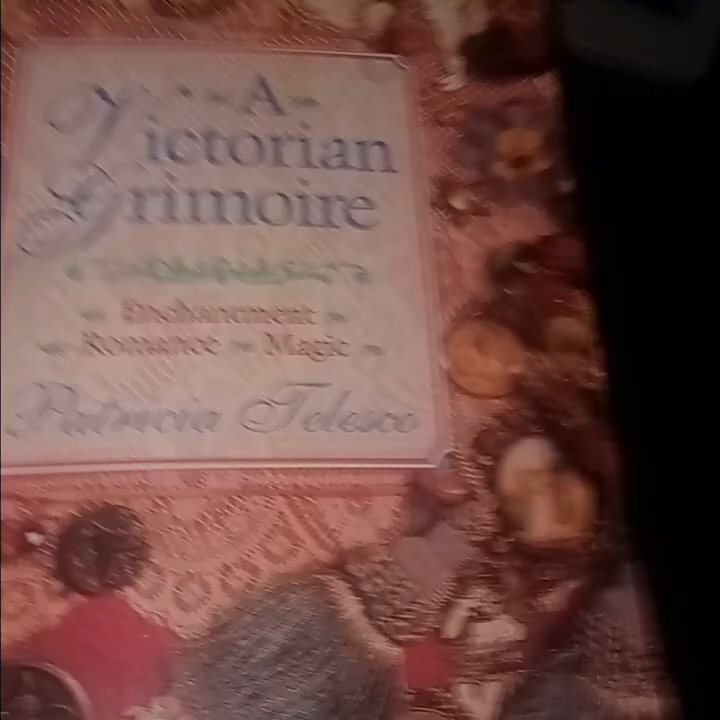 A
Victorian
Grimoire
Enchantment
Romance Magic
Patricia Telesco